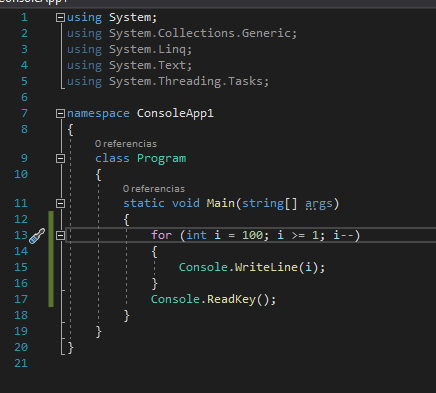 ConsoleApp1
1 using System;
2 using System.Collections.Generic;
3 using System.Linq;
4 using System.Text;
5 using System.Threading.Tasks;
6
7 namespace ConsoleApp1
8 {
0 referencias
9 class Program
10 {
0 referencias
11 static void Main(string[] args)
12 {
13 for (int i = 100; i >= 1; i--)
14 {
15 Console.WriteLine(i);
16 }
17 Console.ReadKey();
18 }
19 }
20 }
21